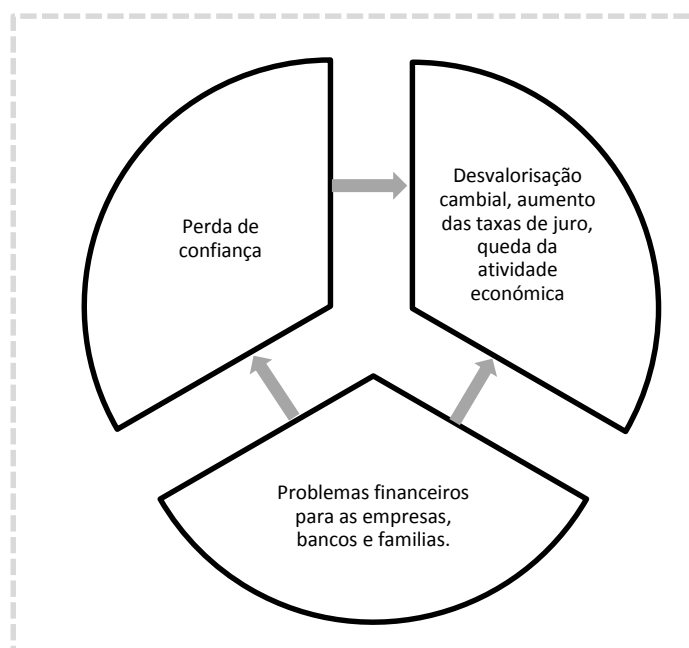 Perda de
confiança
Desvalorisação
cambial, aumento
das taxas de juro,
queda da
atividade
económica
Problemas financeiros
para as empresas,
bancos e familias.